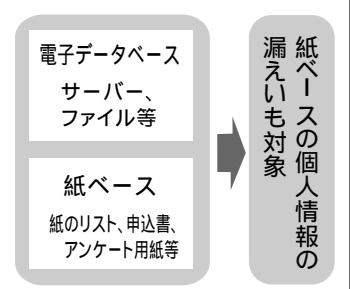 電子データベース
サーバー、
ファイル等
紙ベース
紙のリスト、申込書、
アンケート用紙等
紙ベースの個人情報の
漏えいも対象